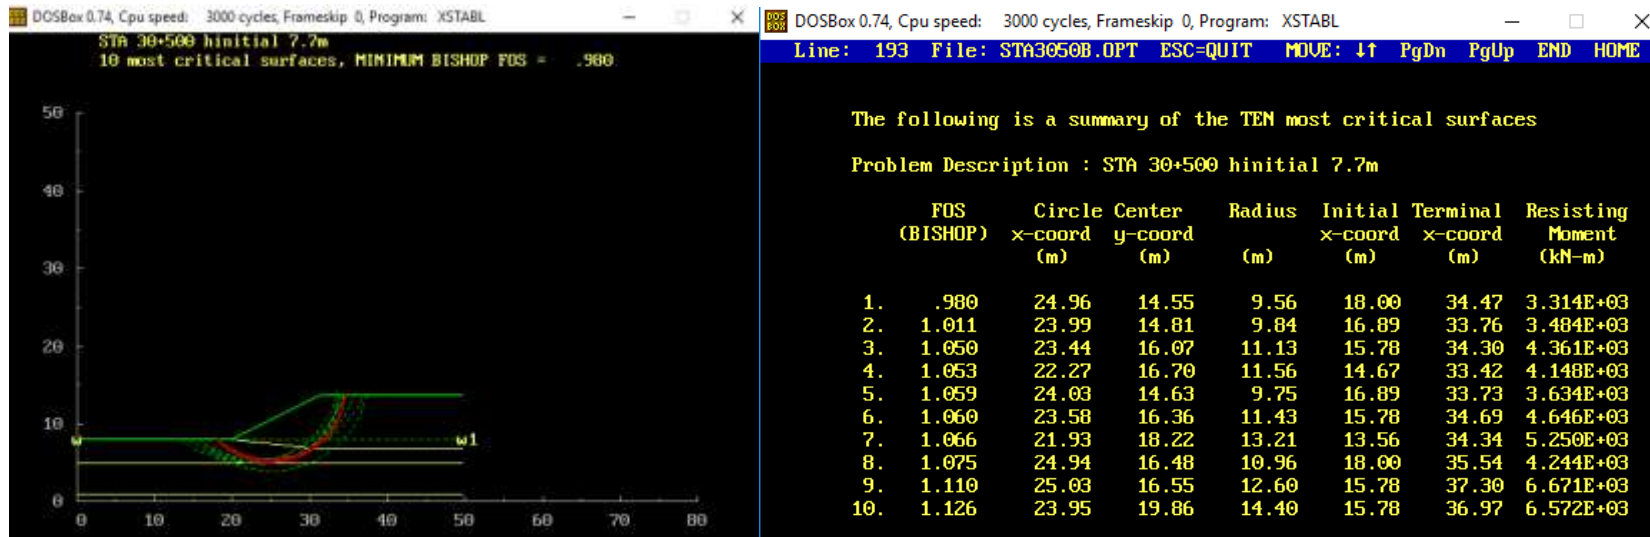 DOSBox 0.74, Cpu speed: 3000 cycles, Frameskip 0, Program: XSTABL
STA 30+500 hinitial 7.7m
10 most critical surfaces, MINIMUM BISHOP FOS = .980
50
40
30
20
10
0
w
w1
0 10 20 30 40 50 60 70 80
DOSBox 0.74, Cpu speed: 3000 cycles, Frameskip 0, Program: XSTABL
Line: 193 File: STA3050B.OPT ESC=QUIT MOVE: ↓↑ PgDn PgUp END HOME
The following is a summary of the TEN most critical surfaces
Problem Description : STA 30+500 hinitial 7.7m
FOS Circle Center Radius Initial Terminal Resisting
(BISHOP) x-coord y-coord x-coord x-coord Moment
(m) (m) (m) (m) (m) (kN-m)
1. .980 24.96 14.55 9.56 18.00 34.47 3.314E+03
2. 1.011 23.99 14.81 9.84 16.89 33.76 3.484E+03
3. 1.050 23.44 16.07 11.13 15.78 34.30 4.361E+03
4. 1.053 22.27 16.70 11.56 14.67 33.42 4.148E+03
5. 1.059 24.03 14.63 9.75 16.89 33.73 3.634E+03
6. 1.060 23.58 16.36 11.43 15.78 34.69 4.646E+03
7. 1.066 21.93 18.22 13.21 13.56 34.34 5.250E+03
8. 1.075 24.94 16.48 10.96 18.00 35.54 4.244E+03
9. 1.110 25.03 16.55 12.60 15.78 37.30 6.671E+03
10. 1.126 23.95 19.86 14.40 15.78 36.97 6.572E+03